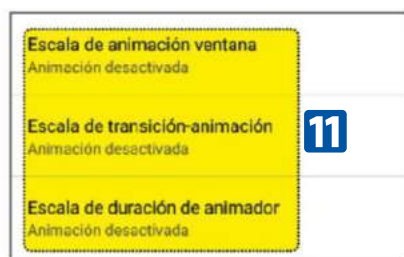 Escala de animación ventana
Animación desactivada
Escala de transición-animación
Animación desactivada
11
Escala de duración de animador
Animación desactivada